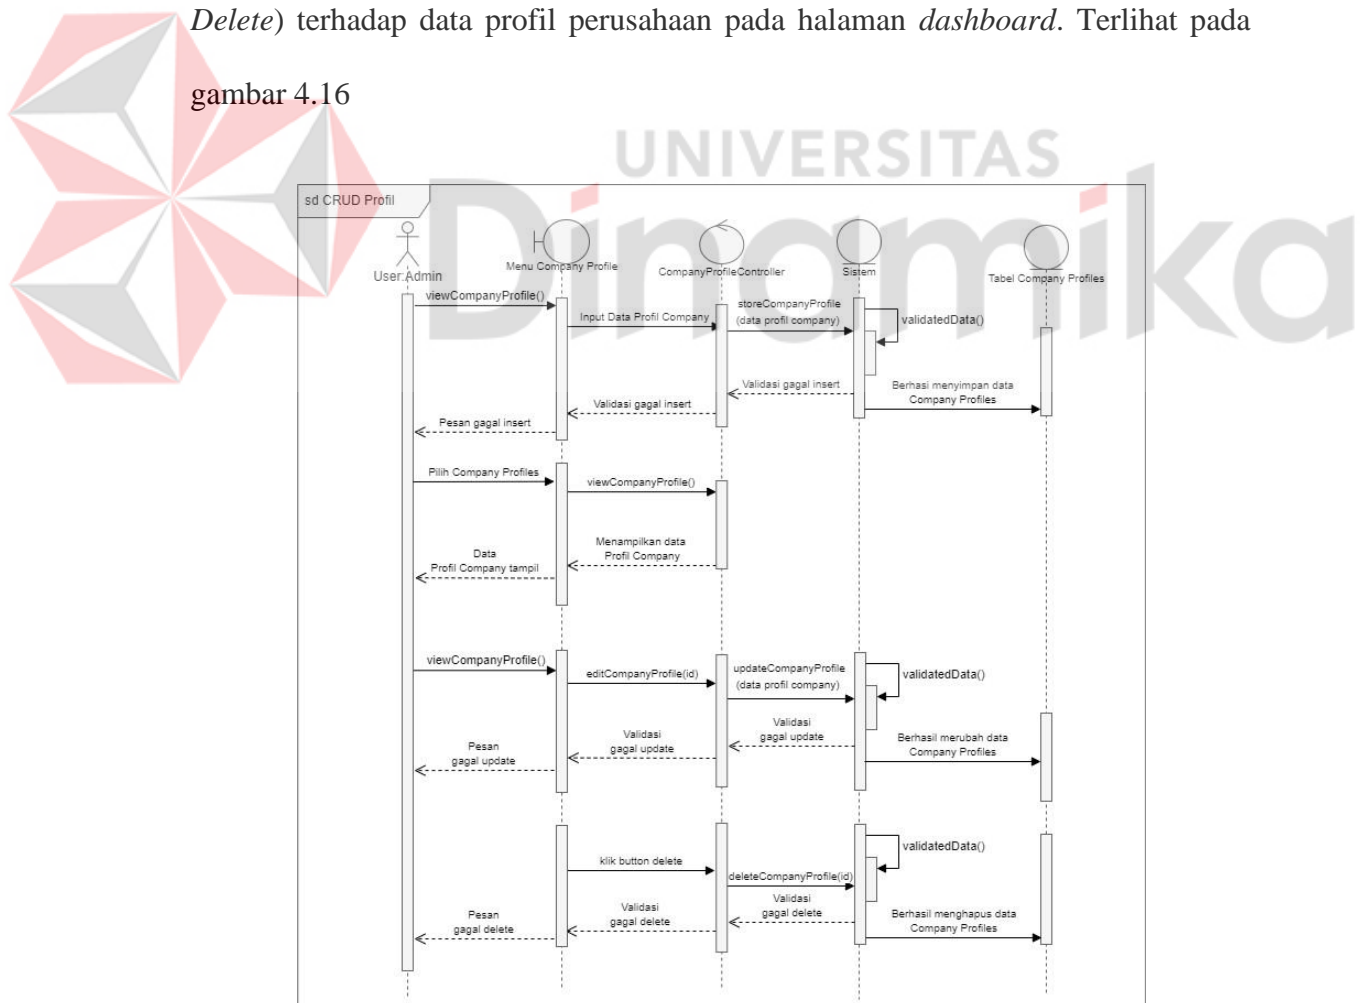 Delete) terhadap data profil perusahaan pada halaman dashboard. Terlihat pada
gambar 4.16
UNIVERSITAS
Dinamika
sd CRUD Profil
User:Admin
Menu Company Profile
CompanyProfileController
Sistem
Tabel Company Profiles
viewCompanyProfile()
Input Data Profil Company
storeCompanyProfile
(data profil company)
validatedData()
Validasi gagal insert
Berhasi menyimpan data
Company Profiles
Validasi gagal insert
Pesan gagal insert
Pilih Company Profiles
viewCompanyProfile()
Menampilkan data
Profil Company
Data
Profil Company tampil
viewCompanyProfile()
editCompanyProfile(id)
updateCompanyProfile
(data profil company)
validatedData()
Validasi
gagal update
Berhasil merubah data
Company Profiles
Validasi
gagal update
Pesan
gagal update
klik button delete
deleteCompanyProfile(id)
validatedData()
Validasi
gagal delete
Berhasil menghapus data
Company Profiles
Validasi
gagal delete
Pesan
gagal delete